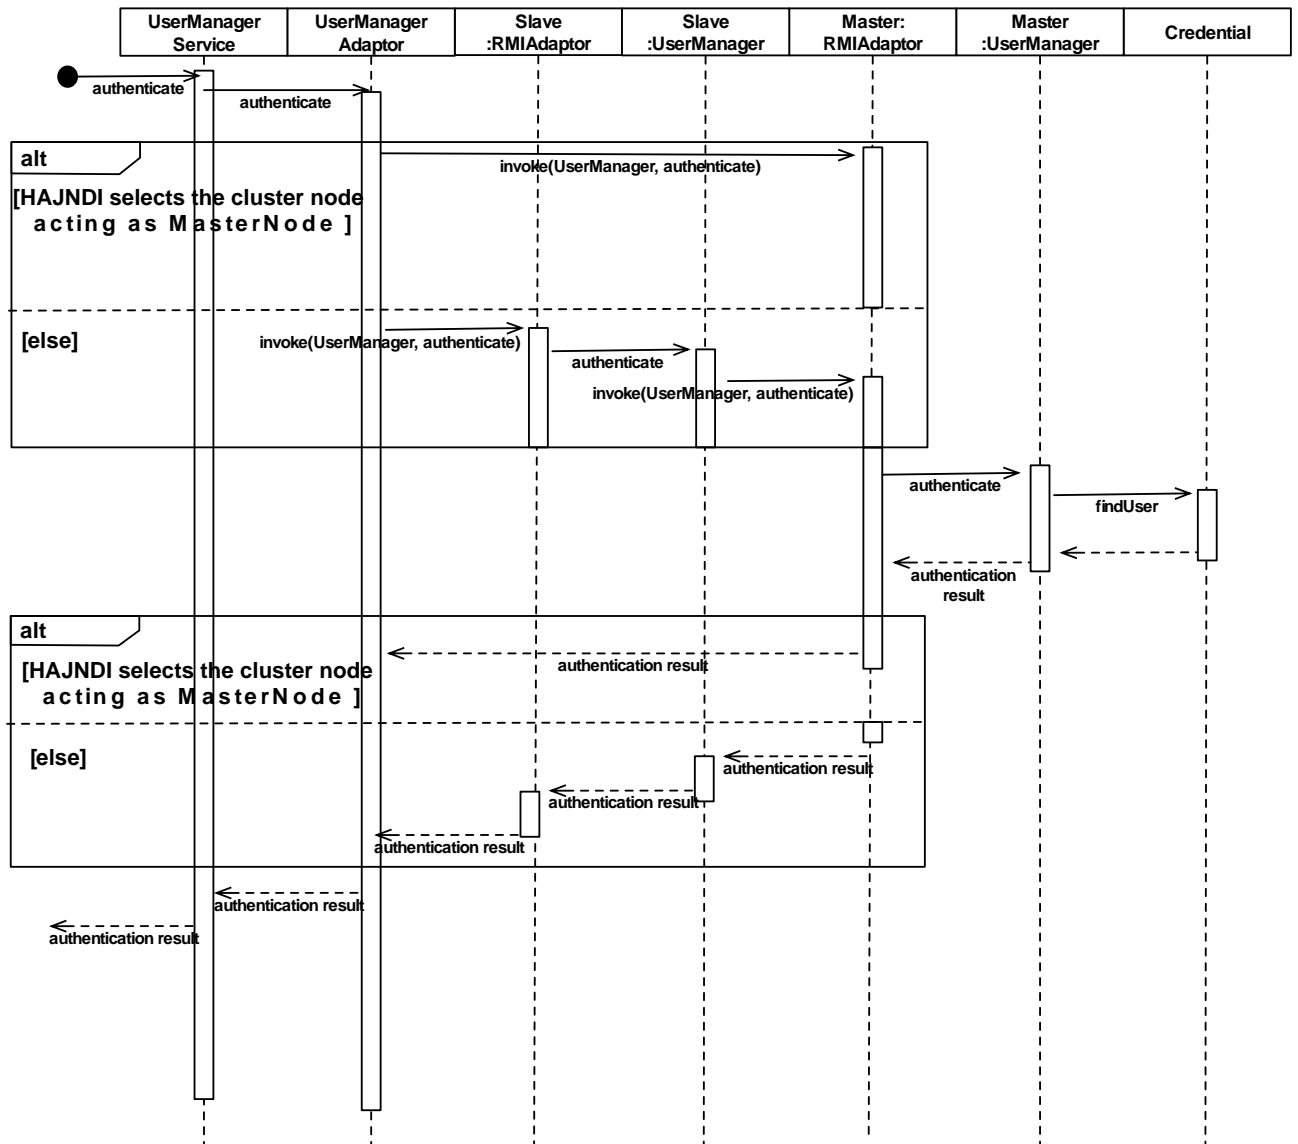 UserManager
Service
UserManager
Adaptor
Slave
:RMIAdaptor
Slave
:UserManager
Master:
RMIAdaptor
Master
:UserManager
Credential
authenticate
authenticate
alt
invoke(UserManager, authenticate)
[HAJNDI selects the cluster node
acting as MasterNode ]
[else]
invoke(UserManager, authenticate)
authenticate
invoke(UserManager, authenticate)
authenticate
findUser
authentication
result
alt
authentication result
[HAJNDI selects the cluster node
acting as MasterNode ]
[else]
authentication result
authentication result
authentication result
authentication result
authentication result